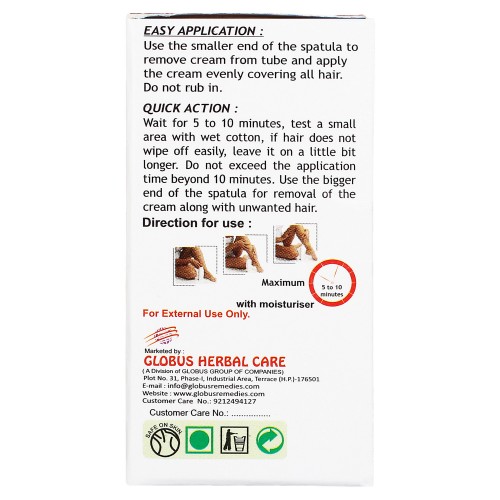 EASY APPLICATION :
Use the smaller end of the spatula to
remove cream from tube and apply
the cream evenly covering all hair.
Do not rub in.
QUICK ACTION :
Wait for 5 to 10 minutes, test a small
area with wet cotton, if hair does not
wipe off easily, leave it on a little bit
longer. Do not exceed the application
time beyond 10 minutes. Use the bigger
end of the spatula for removal of the
cream along with unwanted hair.
Direction for use :
Maximum
5 to 10
minutes
with moisturiser
For External Use Only.
Marketed by :
GLOBUS HERBAL CARE
( A Division of GLOBUS GROUP OF COMPANIES)
Plot No. 31, Phase-I, Industrial Area, Terrace (H.P.)-176501
E-mail : info@globusremedies.com
Website : www.globusremedies.com
Customer Care No.: 9212494127
Customer Care No.: ................
SAFE ON SKIN